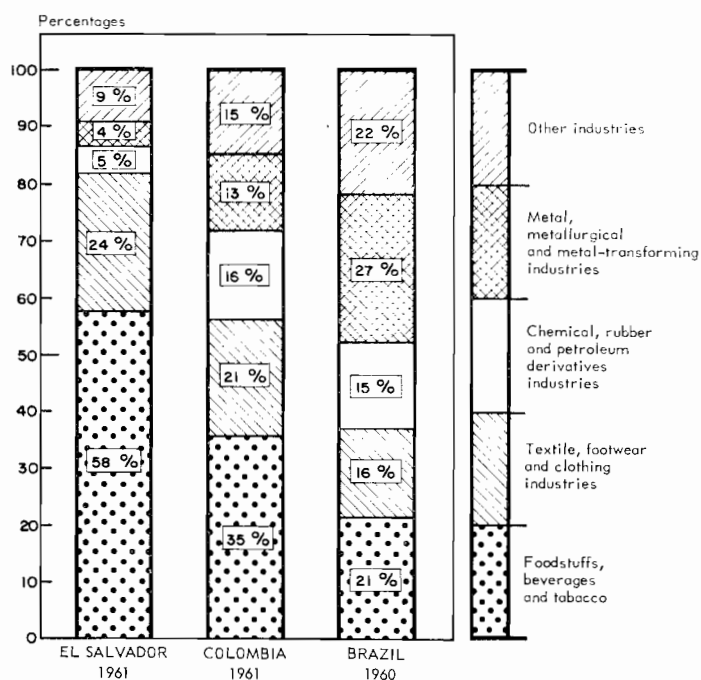 Percentages
100
90
80
70
60
50
40
30
20
10
0
9 %
4 %
5 %
24 %
58 %
15 %
13 %
16 %
21 %
35 %
22 %
27 %
15 %
16 %
21 %
EL SALVADOR
1961
COLOMBIA
1961
BRAZIL
1960
Other industries
Metal,
metallurgical
and metal-transforming
industries
Chemical, rubber
and petroleum
derivatives
industries
Textile, footwear
and clothing
industries
Foodstuffs,
beverages
and tabacco